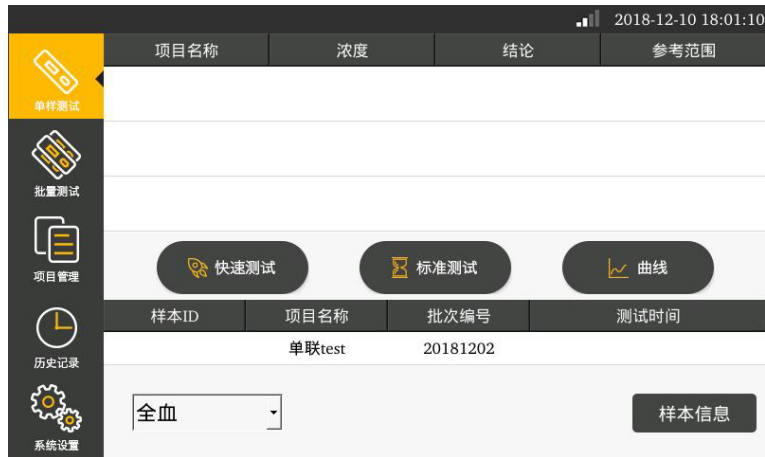 2018-12-10 18:01:10
项目名称 浓度 结论 参考范围
单样测试
批量测试
快速测试 标准测试 曲线
项目管理
样本ID 项目名称 批次编号 测试时间
单联test 20181202
历史记录
全血 样本信息
系统设置